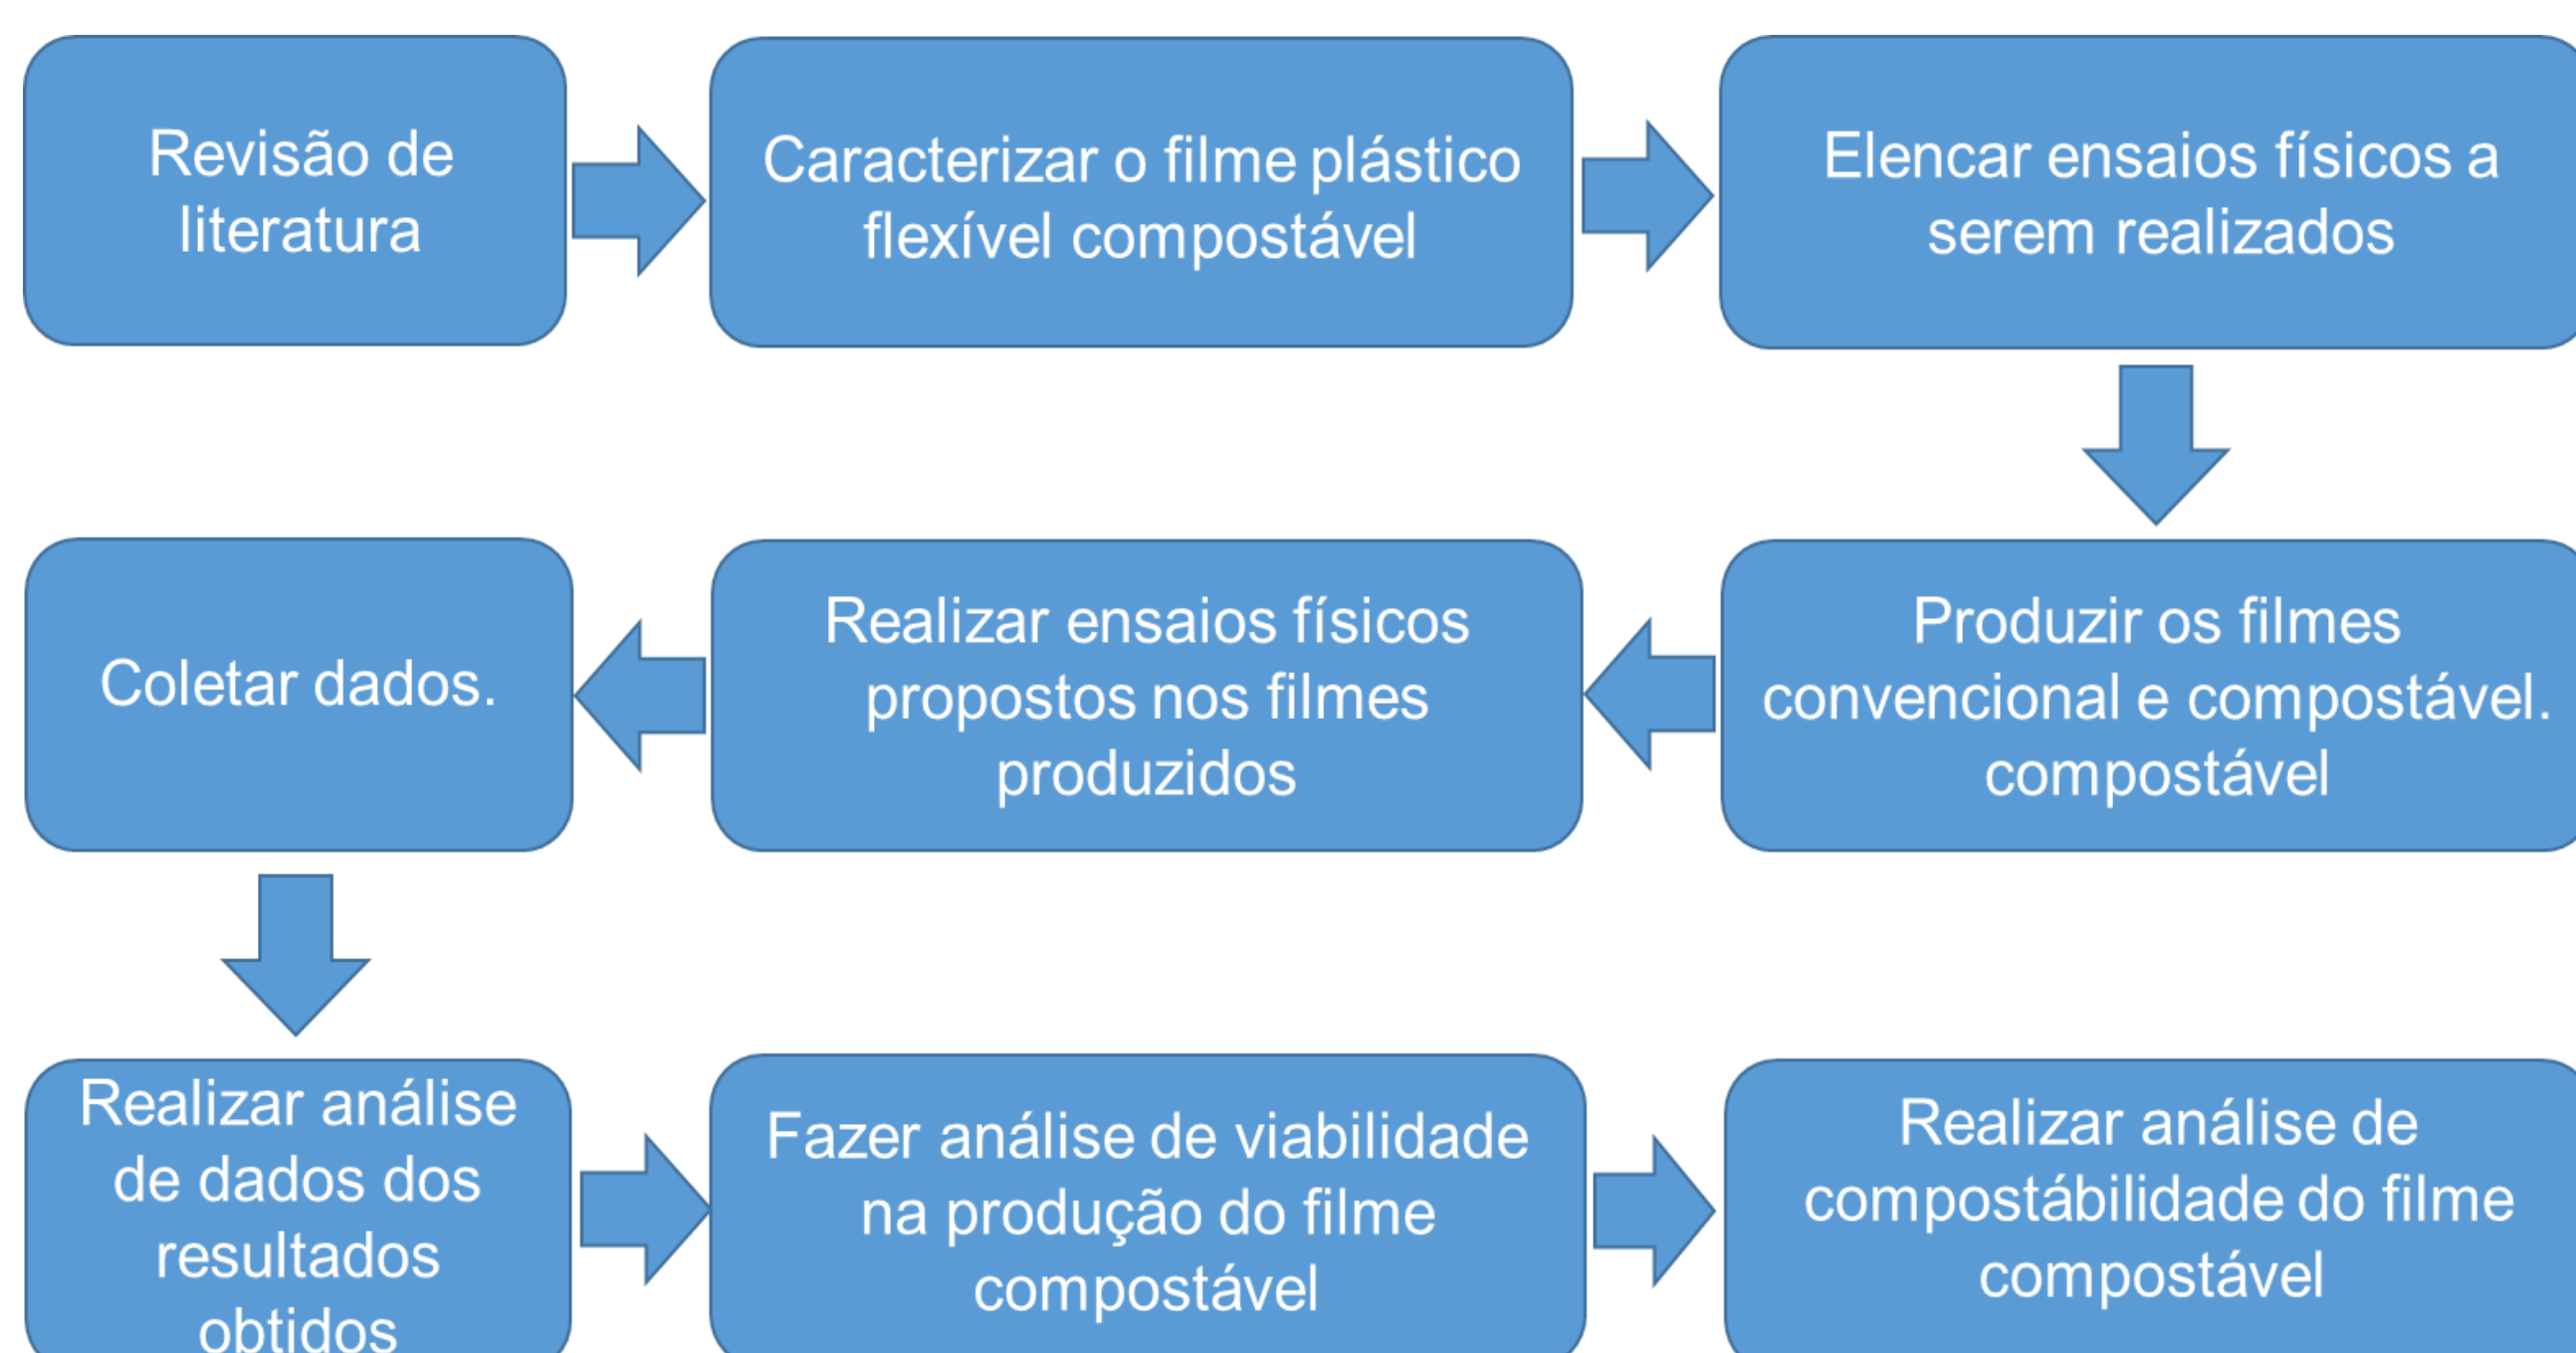 Revisão de
literatura
Caracterizar o filme plástico
flexível compostável
Elencar ensaios físicos a
serem realizados
Produzir os filmes
convencional e compostável.
compostável
Realizar ensaios físicos
propostos nos filmes
produzidos
Coletar dados.
Realizar análise
de dados dos
resultados
obtidos
Fazer análise de viabilidade
na produção do filme
compostável
Realizar análise de
compostábilidade do filme
compostável